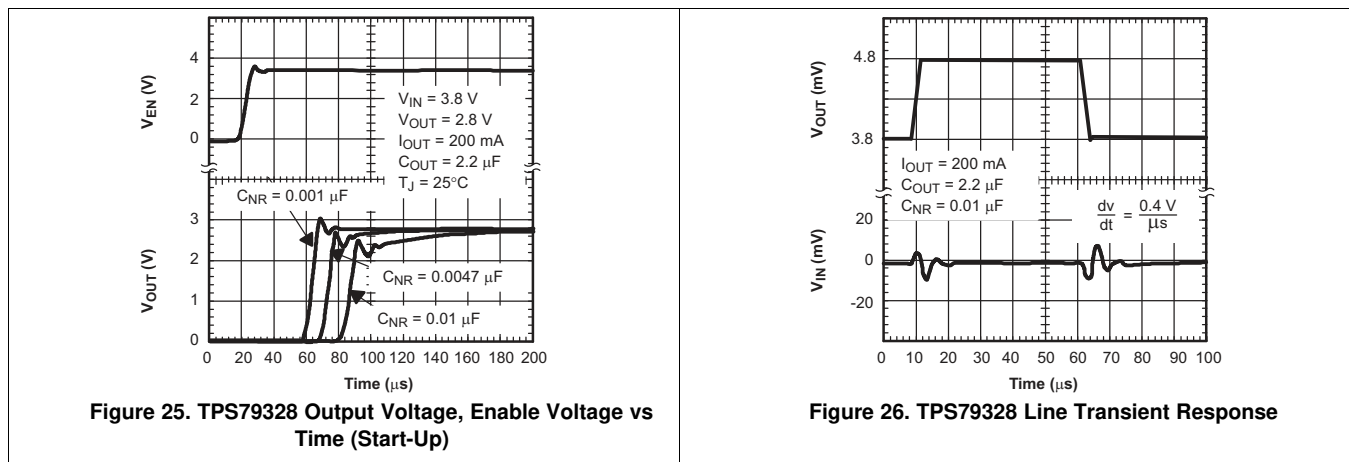 4
2
0
V_EN (V)
V_IN = 3.8 V
V_OUT = 2.8 V
I_OUT = 200 mA
C_OUT = 2.2 μF
T_J = 25°C
C_NR = 0.001 μF
3
2
1
0
V_OUT (V)
C_NR = 0.0047 μF
C_NR = 0.01 μF
0 20 40 60 80 100 120 140 160 180 200
Time (μs)
Figure 25. TPS79328 Output Voltage, Enable Voltage vs
Time (Start-Up)
4.8
3.8
V_OUT (mV)
I_OUT = 200 mA
C_OUT = 2.2 μF
C_NR = 0.01 μF
dv/dt = 0.4 V/μs
20
0
-20
V_IN (mV)
0 10 20 30 40 50 60 70 80 90 100
Time (μs)
Figure 26. TPS79328 Line Transient Response